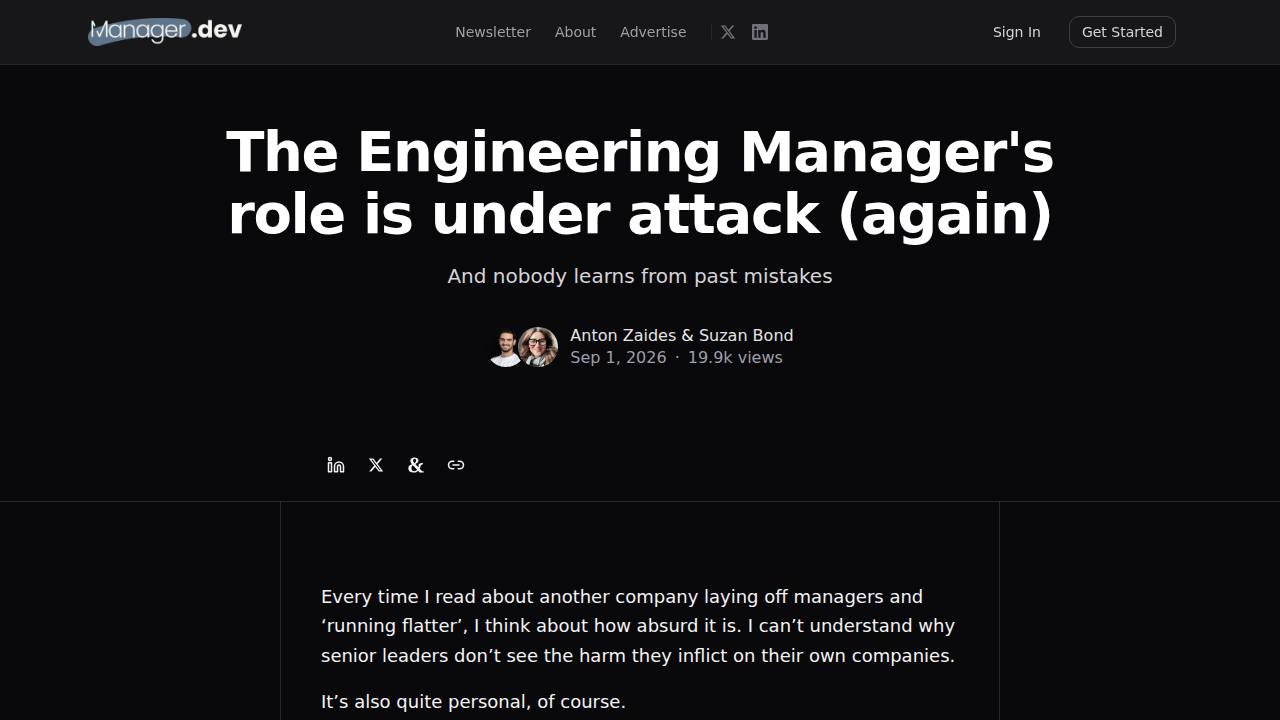 Manager.dev
Newsletter About Advertise
Sign In Get Started
The Engineering Manager's
role is under attack (again)
And nobody learns from past mistakes
Anton Zaides & Suzan Bond
Sep 1, 2026 · 19.9k views
&
Every time I read about another company laying off managers and
‘running flatter’, I think about how absurd it is. I can’t understand why
senior leaders don’t see the harm they inflict on their own companies.
It’s also quite personal, of course.